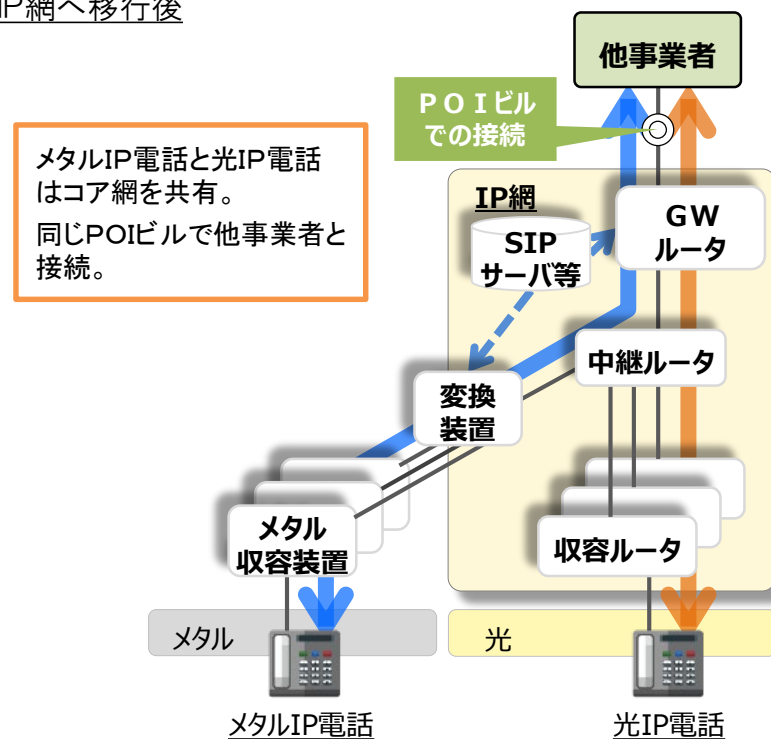 IP網へ移行後
他事業者
ＰＯＩビル
での接続
メタルIP電話と光IP電話
はコア網を共有。
同じPOIビルで他事業者と
接続。
IP網
SIP
サーバ等
GW
ルータ
中継ルータ
変換
装置
メタル
収容装置
収容ルータ
メタル
光
メタルIP電話
光IP電話